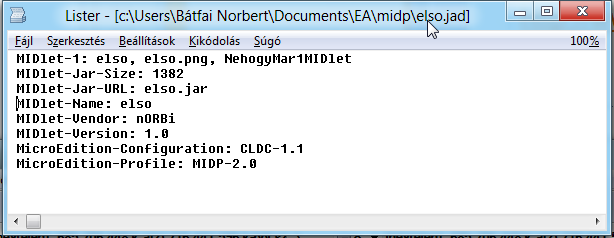 Lister - [c:\Users\Bátfai Norbert\Documents\EA\midp\elso.jad]
Fájl Szerkesztés Beállítások Kikódolás Súgó 100%
MIDlet-1: elso, elso.png, NehogyMar1MIDlet
MIDlet-Jar-Size: 1382
MIDlet-Jar-URL: elso.jar
MIDlet-Name: elso
MIDlet-Vendor: nORBi
MIDlet-Version: 1.0
MicroEdition-Configuration: CLDC-1.1
MicroEdition-Profile: MIDP-2.0